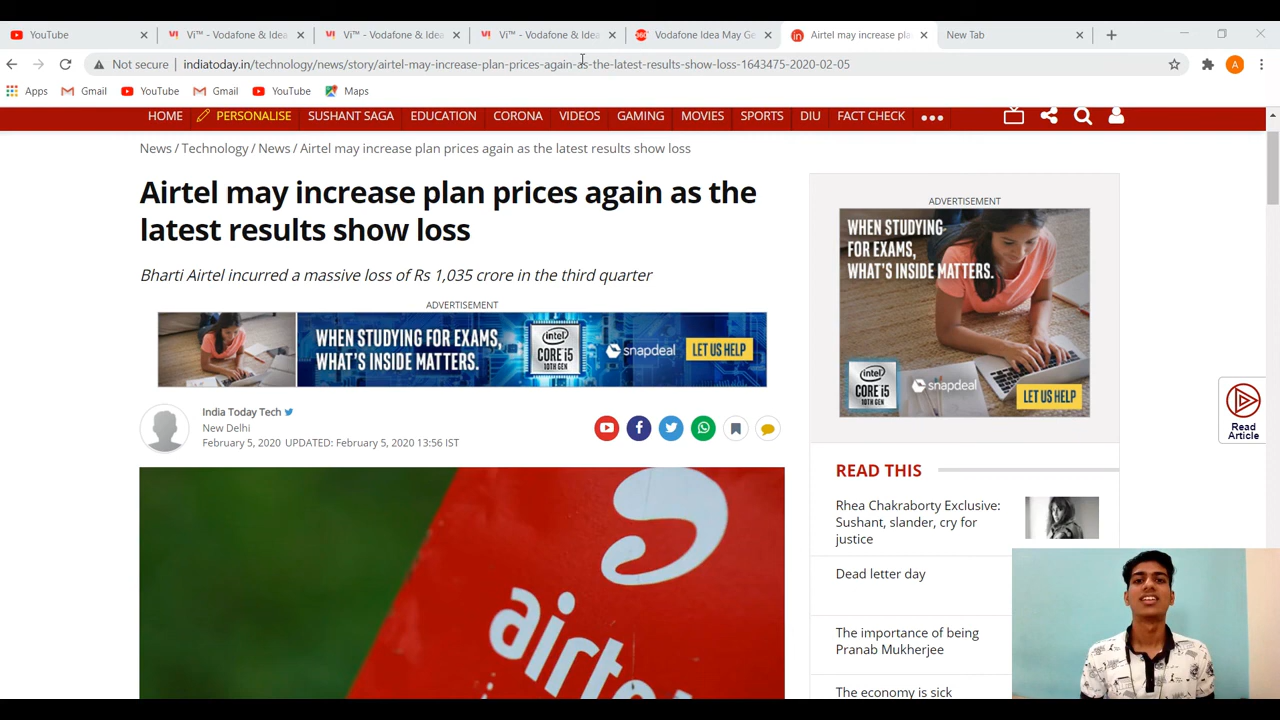 YouTube
Vi™ - Vodafone & Idea
Vi™ - Vodafone & Idea
Vi™ - Vodafone & Idea
Vodafone Idea May Ge
Airtel may increase pla
New Tab
Not secure
indiatoday.in/technology/news/story/airtel-may-increase-plan-prices-again-as-the-latest-results-show-loss-1643475-2020-02-05
A
Apps
Gmail
YouTube
Gmail
YouTube
Maps
HOME
PERSONALISE
SUSHANT SAGA
EDUCATION
CORONA
VIDEOS
GAMING
MOVIES
SPORTS
DIU
FACT CHECK
News / Technology / News / Airtel may increase plan prices again as the latest results show loss
Airtel may increase plan prices again as the
latest results show loss
Bharti Airtel incurred a massive loss of Rs 1,035 crore in the third quarter
ADVERTISEMENT
WHEN STUDYING FOR EXAMS,
WHAT'S INSIDE MATTERS.
intel
CORE i5
10TH GEN
snapdeal
LET US HELP
India Today Tech
New Delhi
February 5, 2020 UPDATED: February 5, 2020 13:56 IST
airte
ADVERTISEMENT
WHEN STUDYING
FOR EXAMS,
WHAT'S INSIDE MATTERS.
intel
CORE i5
10TH GEN
snapdeal
LET US HELP
Read
Article
READ THIS
Rhea Chakraborty Exclusive:
Sushant, slander, cry for
justice
Dead letter day
The importance of being
Pranab Mukherjee
The economy is sick